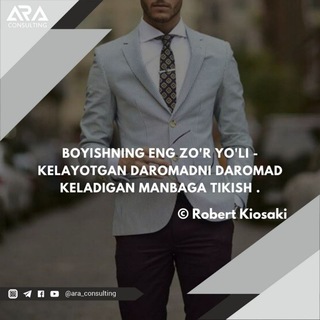 ARA
CONSULTING
BOYISHNING ENG ZO'R YO'LI -
KELAYOTGAN DAROMADNI DAROMAD
KELADIGAN MANBAGA TIKISH .
© Robert Kiosaki
@ara_consulting